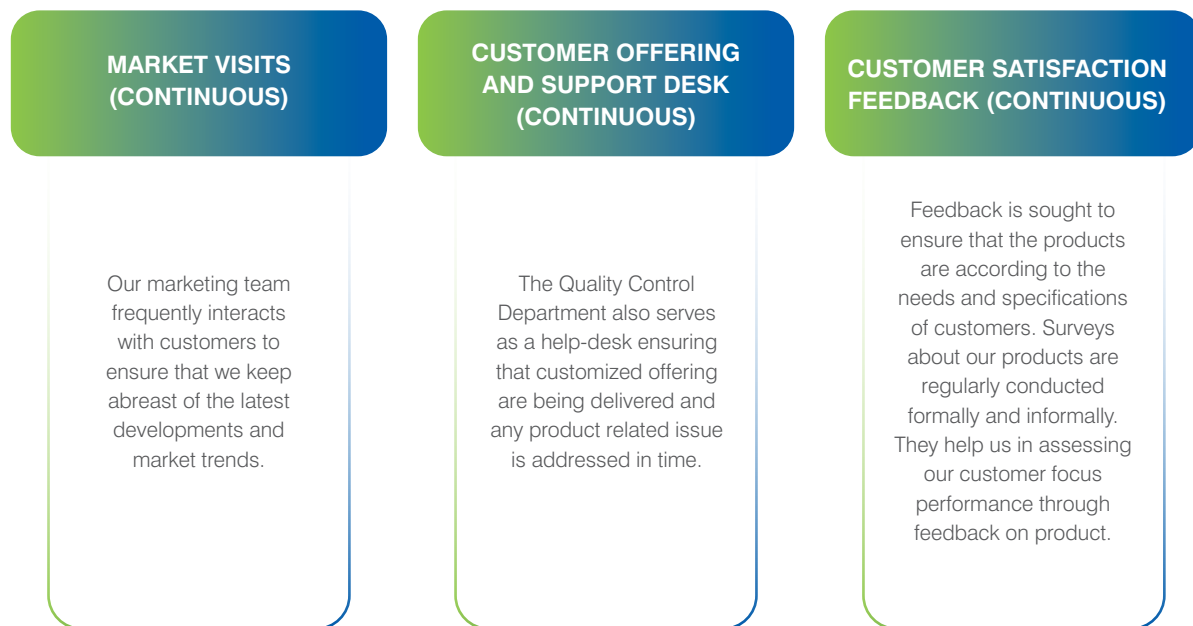 MARKET VISITS
(CONTINUOUS)
Our marketing team
frequently interacts
with customers to
ensure that we keep
abreast of the latest
developments and
market trends.
CUSTOMER OFFERING
AND SUPPORT DESK
(CONTINUOUS)
The Quality Control
Department also serves
as a help-desk ensuring
that customized offering
are being delivered and
any product related issue
is addressed in time.
CUSTOMER SATISFACTION
FEEDBACK (CONTINUOUS)
Feedback is sought to
ensure that the products
are according to the
needs and specifications
of customers. Surveys
about our products are
regularly conducted
formally and informally.
They help us in assessing
our customer focus
performance through
feedback on product.